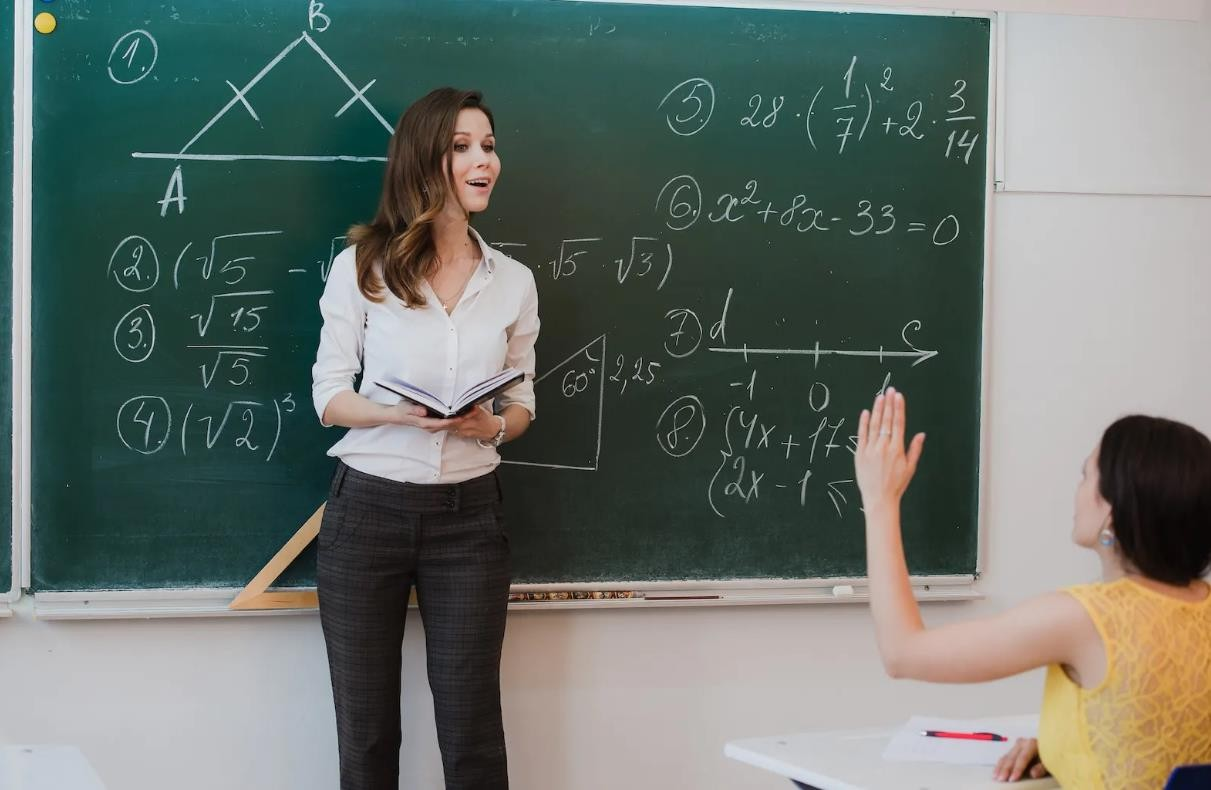 1.
B
A
2. (√5 - √
√5 · √3)
3. √15/√5
4. (√2)³
60° 2,25
5. 28·(1/7)²+2·3/14
6. x²+8x-33=0
7. d c
-1 0
8. {4x+17≤
{2x-1≤